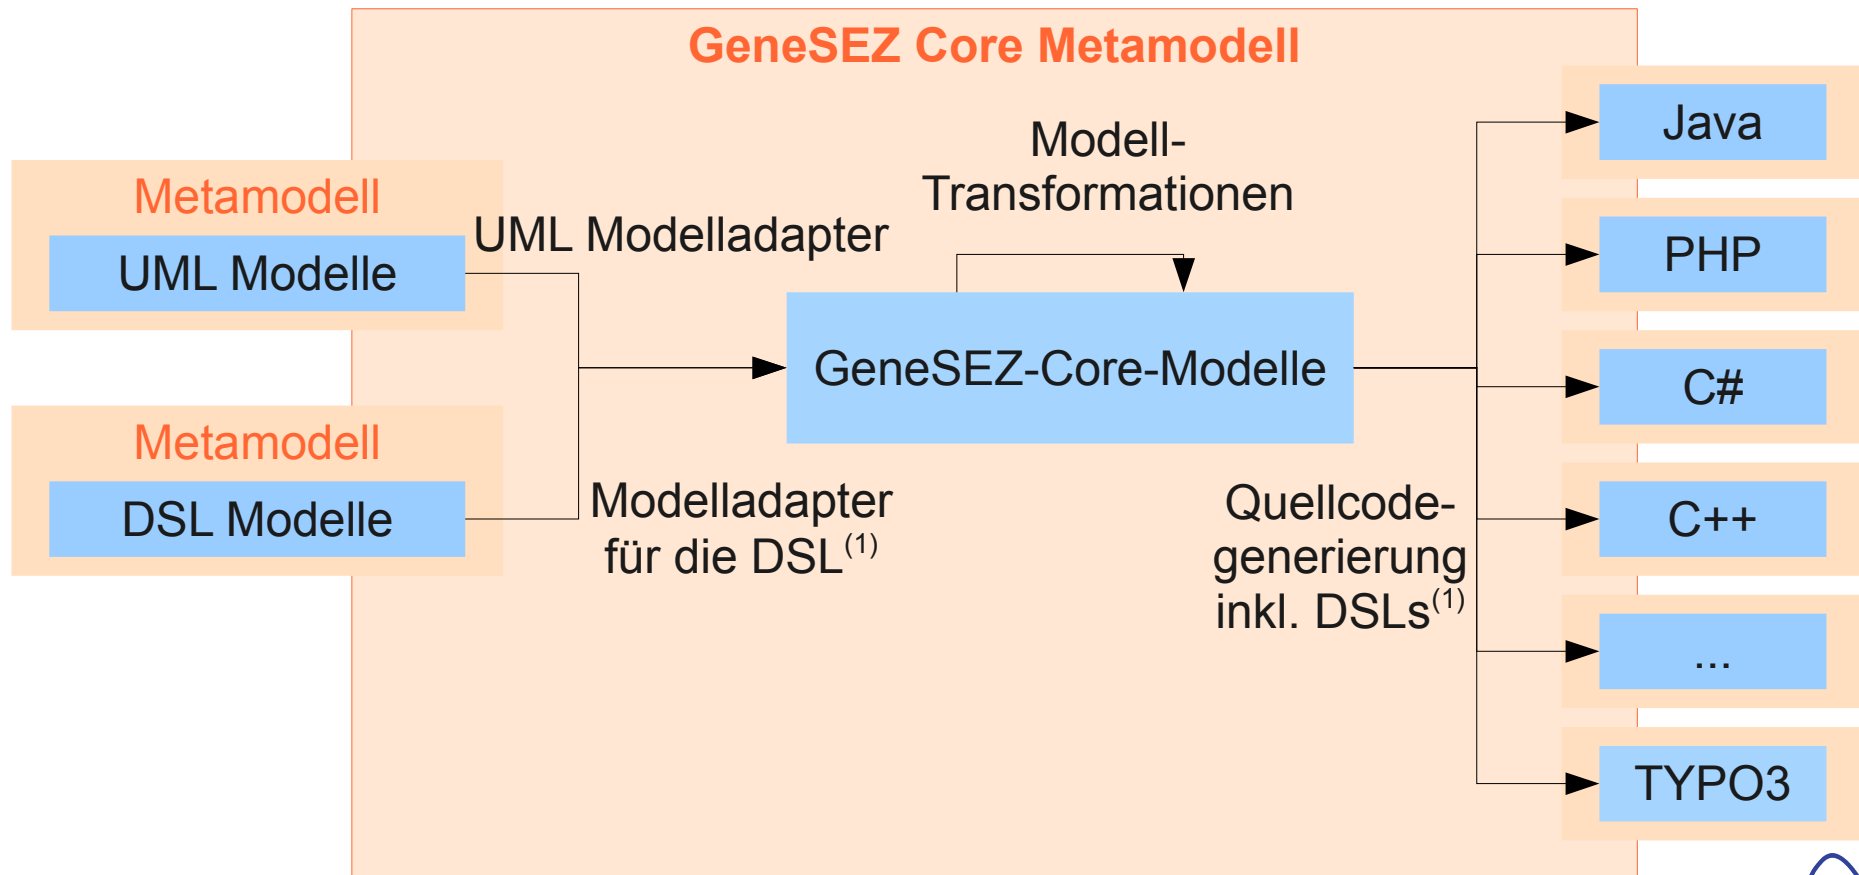 GeneSEZ Core Metamodell
Metamodell
UML Modelle
UML Modelladapter
Metamodell
DSL Modelle
Modelladapter
für die DSL(1)
Modell-
Transformationen
GeneSEZ-Core-Modelle
Quellcode-
generierung
inkl. DSLs(1)
Java
PHP
C#
C++
...
TYPO3